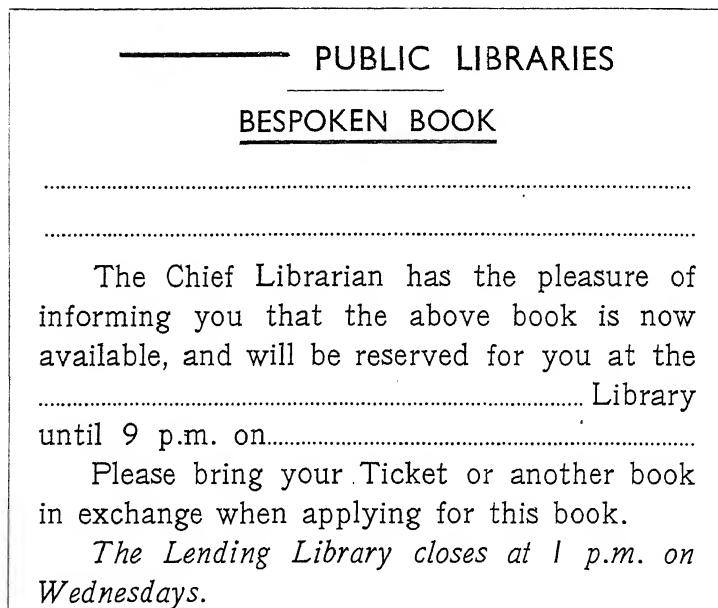 PUBLIC LIBRARIES
BESPOKEN BOOK
The Chief Librarian has the pleasure of
informing you that the above book is now
available, and will be reserved for you at the
Library
until 9 p.m. on
Please bring your Ticket or another book
in exchange when applying for this book.
The Lending Library closes at 1 p.m. on
Wednesdays.